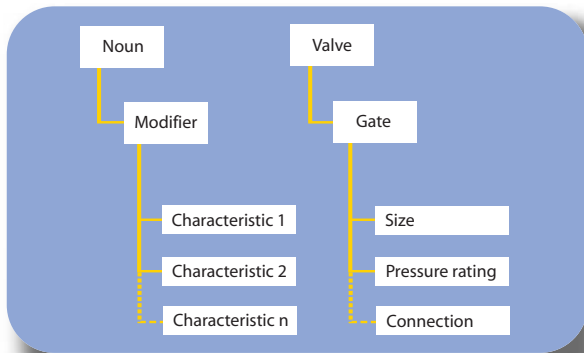 Noun
Modifier
Characteristic 1
Characteristic 2
Characteristic n
Valve
Gate
Size
Pressure rating
Connection